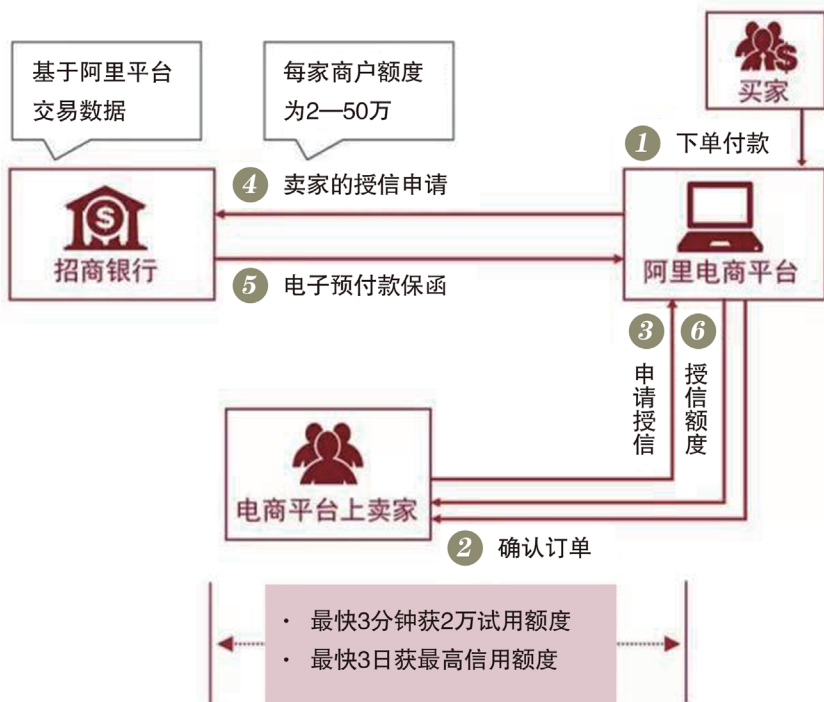 买家
基于阿里平台
交易数据
每家商户额度
为2—50万
1 下单付款
4 卖家的授信申请
招商银行
阿里电商平台
5 电子预付款保函
3 申请授信
6 授信额度
电商平台上卖家
2 确认订单
· 最快3分钟获2万试用额度
· 最快3日获最高信用额度